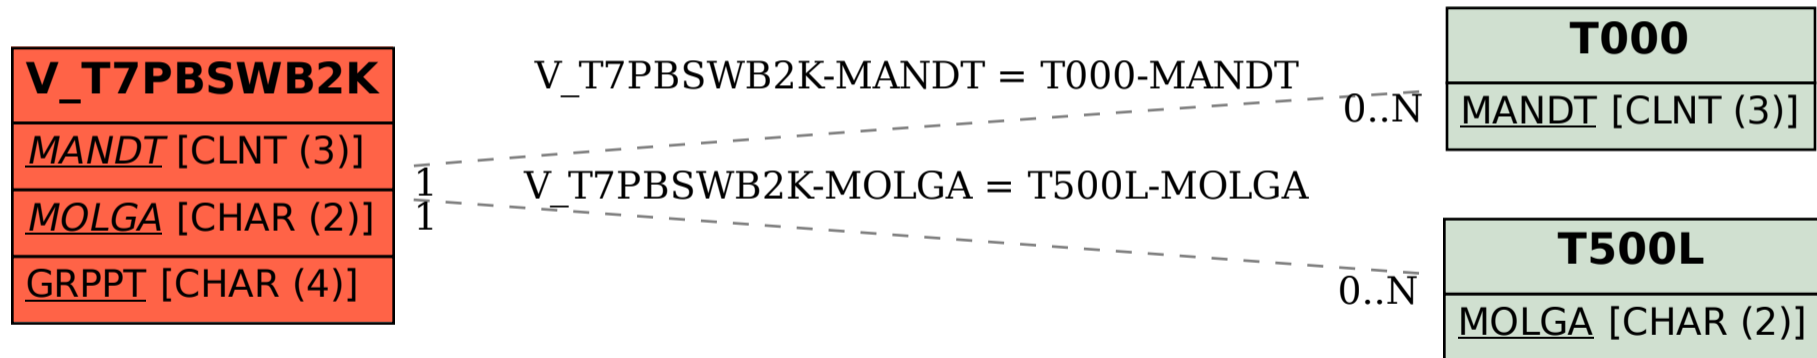 V_T7PBSWB2K
MANDT [CLNT (3)]
MOLGA [CHAR (2)]
GRPPT [CHAR (4)]
V_T7PBSWB2K-MANDT = T000-MANDT
0..N
1
V_T7PBSWB2K-MOLGA = T500L-MOLGA
1
0..N
T000
MANDT [CLNT (3)]
T500L
MOLGA [CHAR (2)]